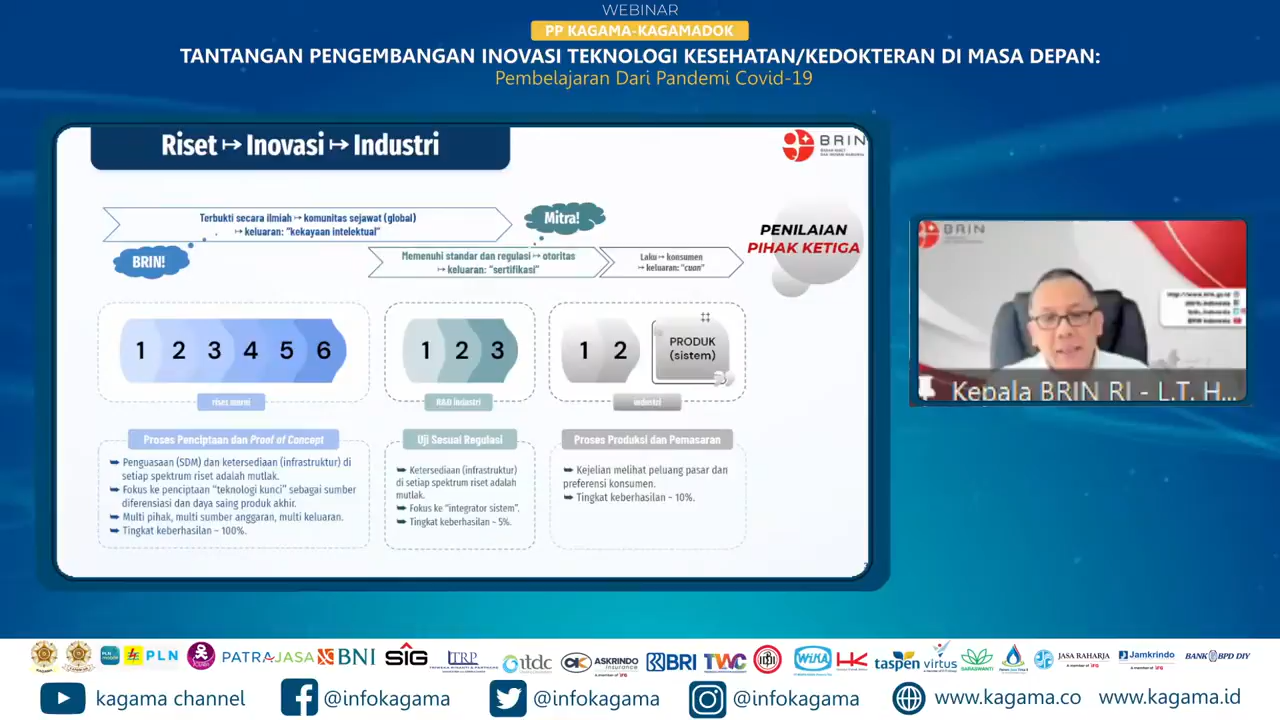 WEBINAR
PP KAGAMA-KAGAMADOK
TANTANGAN PENGEMBANGAN INOVASI TEKNOLOGI KESEHATAN/KEDOKTERAN DI MASA DEPAN:
Pembelajaran Dari Pandemi Covid-19
Riset ↦ Inovasi ↦ Industri
BRIN
Terbukti secara ilmiah ↦ komunitas sejawat (global)
↦ keluaran: "kekayaan intelektual"
Mitra!
BRIN!
Memenuhi standar dan regulasi ↦ otoritas
↦ keluaran: "sertifikasi"
Laku ↦ konsumen
↦ keluaran: "cuan"
PENILAIAN
PIHAK KETIGA
1 2 3 4 5 6
1 2 3
1 2
PRODUK
(sistem)
R&D industri
industri
Proses Penciptaan dan Proof of Concept
➥ Penguasaan (SDM) dan ketersediaan (infrastruktur) di
setiap spektrum riset adalah mutlak.
➥ Fokus ke penciptaan "teknologi kunci" sebagai sumber
diferensiasi dan daya saing produk akhir.
➥ Multi pihak, multi sumber anggaran, multi keluaran.
➥ Tingkat keberhasilan ~ 100%.
Uji Sesuai Regulasi
➥ Ketersediaan (infrastruktur)
di setiap spektrum riset adalah
mutlak.
➥ Fokus ke "integrator sistem".
➥ Tingkat keberhasilan ~ 5%.
Proses Produksi dan Pemasaran
➥ Kejelian melihat peluang pasar dan
preferensi konsumen.
➥ Tingkat keberhasilan ~ 10%.
BRIN
Kepala BRIN RI - L.T. H...
PLN
PATRAJASA
BNI
SIG
TRP
itdc
AK
ASKRINDO
insurance
BRI
TWC
WIKA
HK
taspen
virtus
SARASWANTI
JASA RAHARJA
Jamkrindo
BANK BPD DIY
kagama channel
@infokagama
@infokagama
@infokagama
www.kagama.co
www.kagama.id